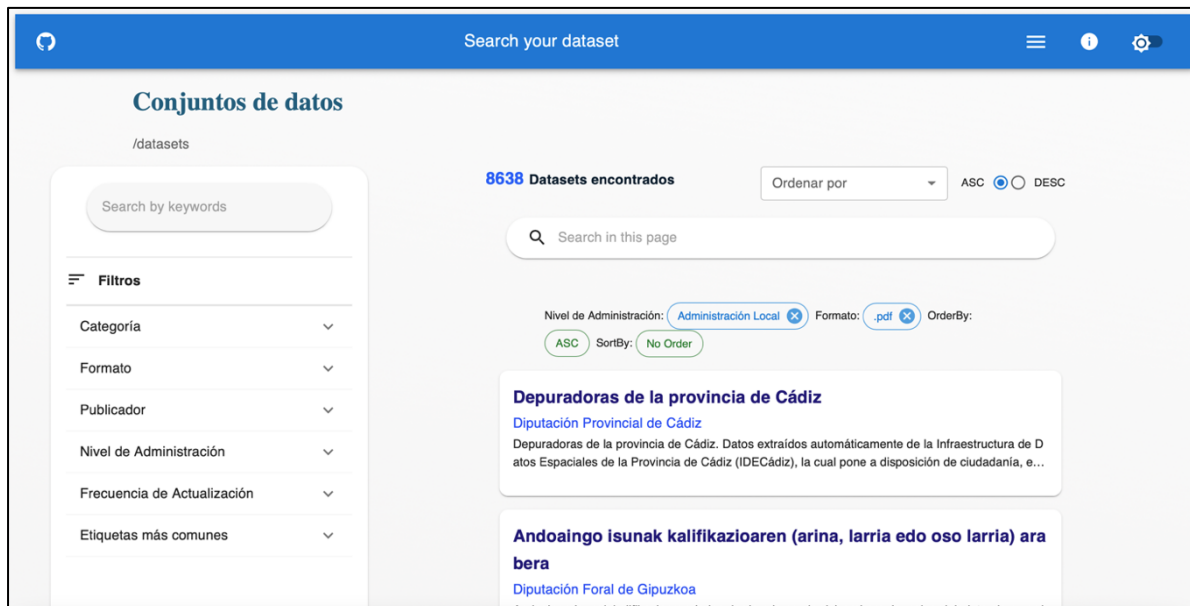 Search your dataset
Conjuntos de datos
/datasets
Search by keywords
Filtros
Categoría
Formato
Publicador
Nivel de Administración
Frecuencia de Actualización
Etiquetas más comunes
8638 Datasets encontrados
Ordenar por
ASC DESC
Search in this page
Nivel de Administración: Administración Local Formato: .pdf OrderBy:
ASC SortBy: No Order
Depuradoras de la provincia de Cádiz
Diputación Provincial de Cádiz
Depuradoras de la provincia de Cádiz. Datos extraídos automáticamente de la Infraestructura de D
atos Espaciales de la Provincia de Cádiz (IDECádiz), la cual pone a disposición de ciudadanía, e...
Andoaingo isunak kalifikazioaren (arina, larria edo oso larria) ara
bera
Diputación Foral de Gipuzkoa